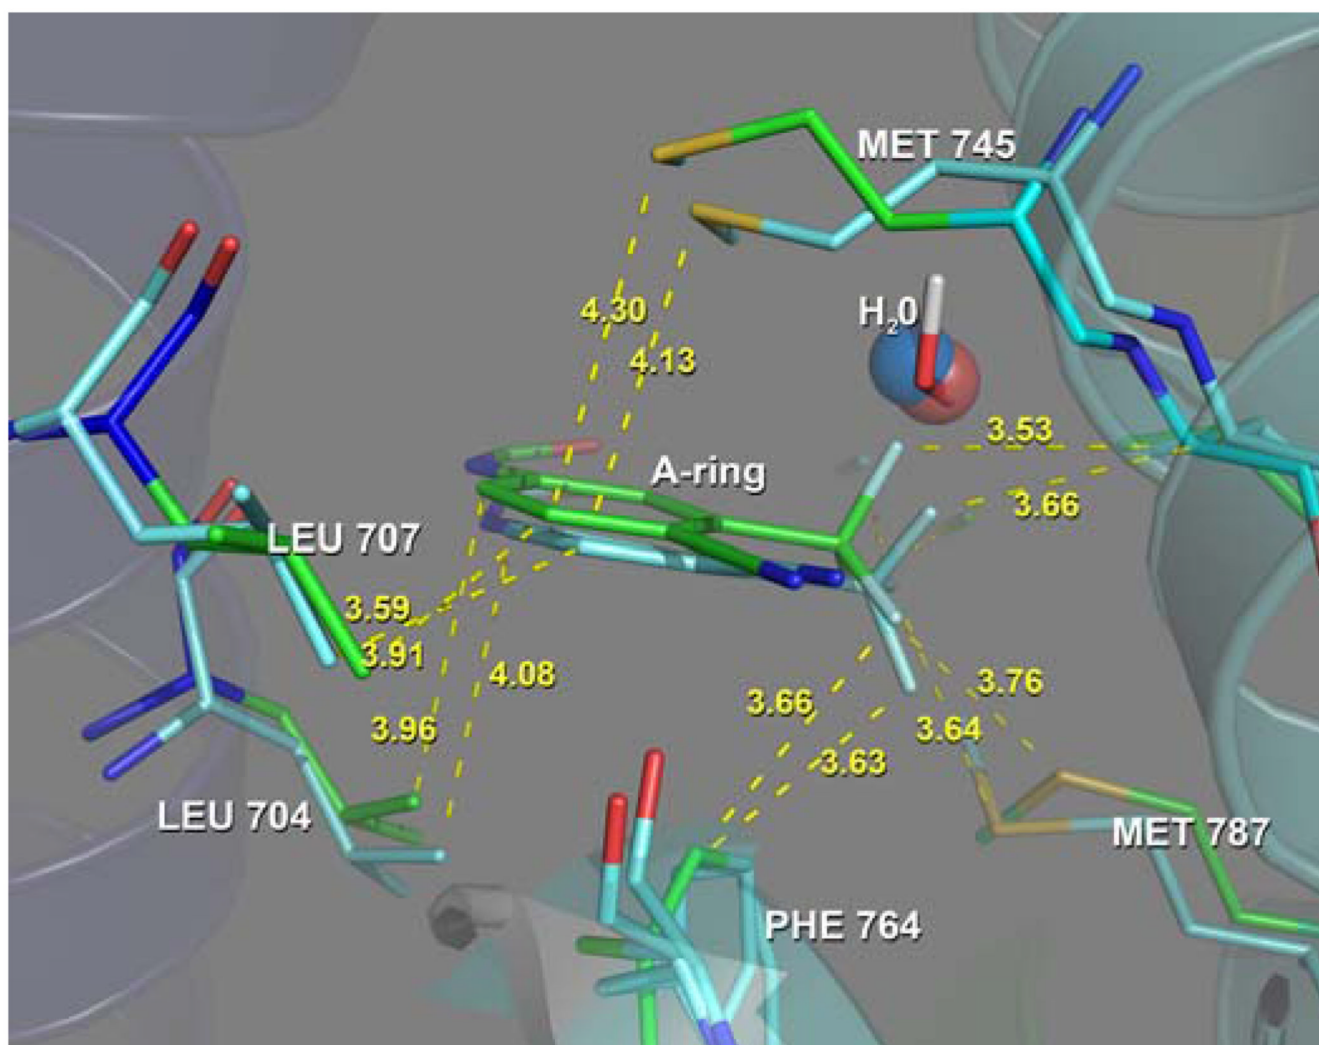 MET 745
4.30
H₂0
4.13
3.53
A-ring
3.66
LEU 707
3.59
3.91
4.08
3.76
3.66
3.96
3.64
3.63
LEU 704
MET 787
PHE 764